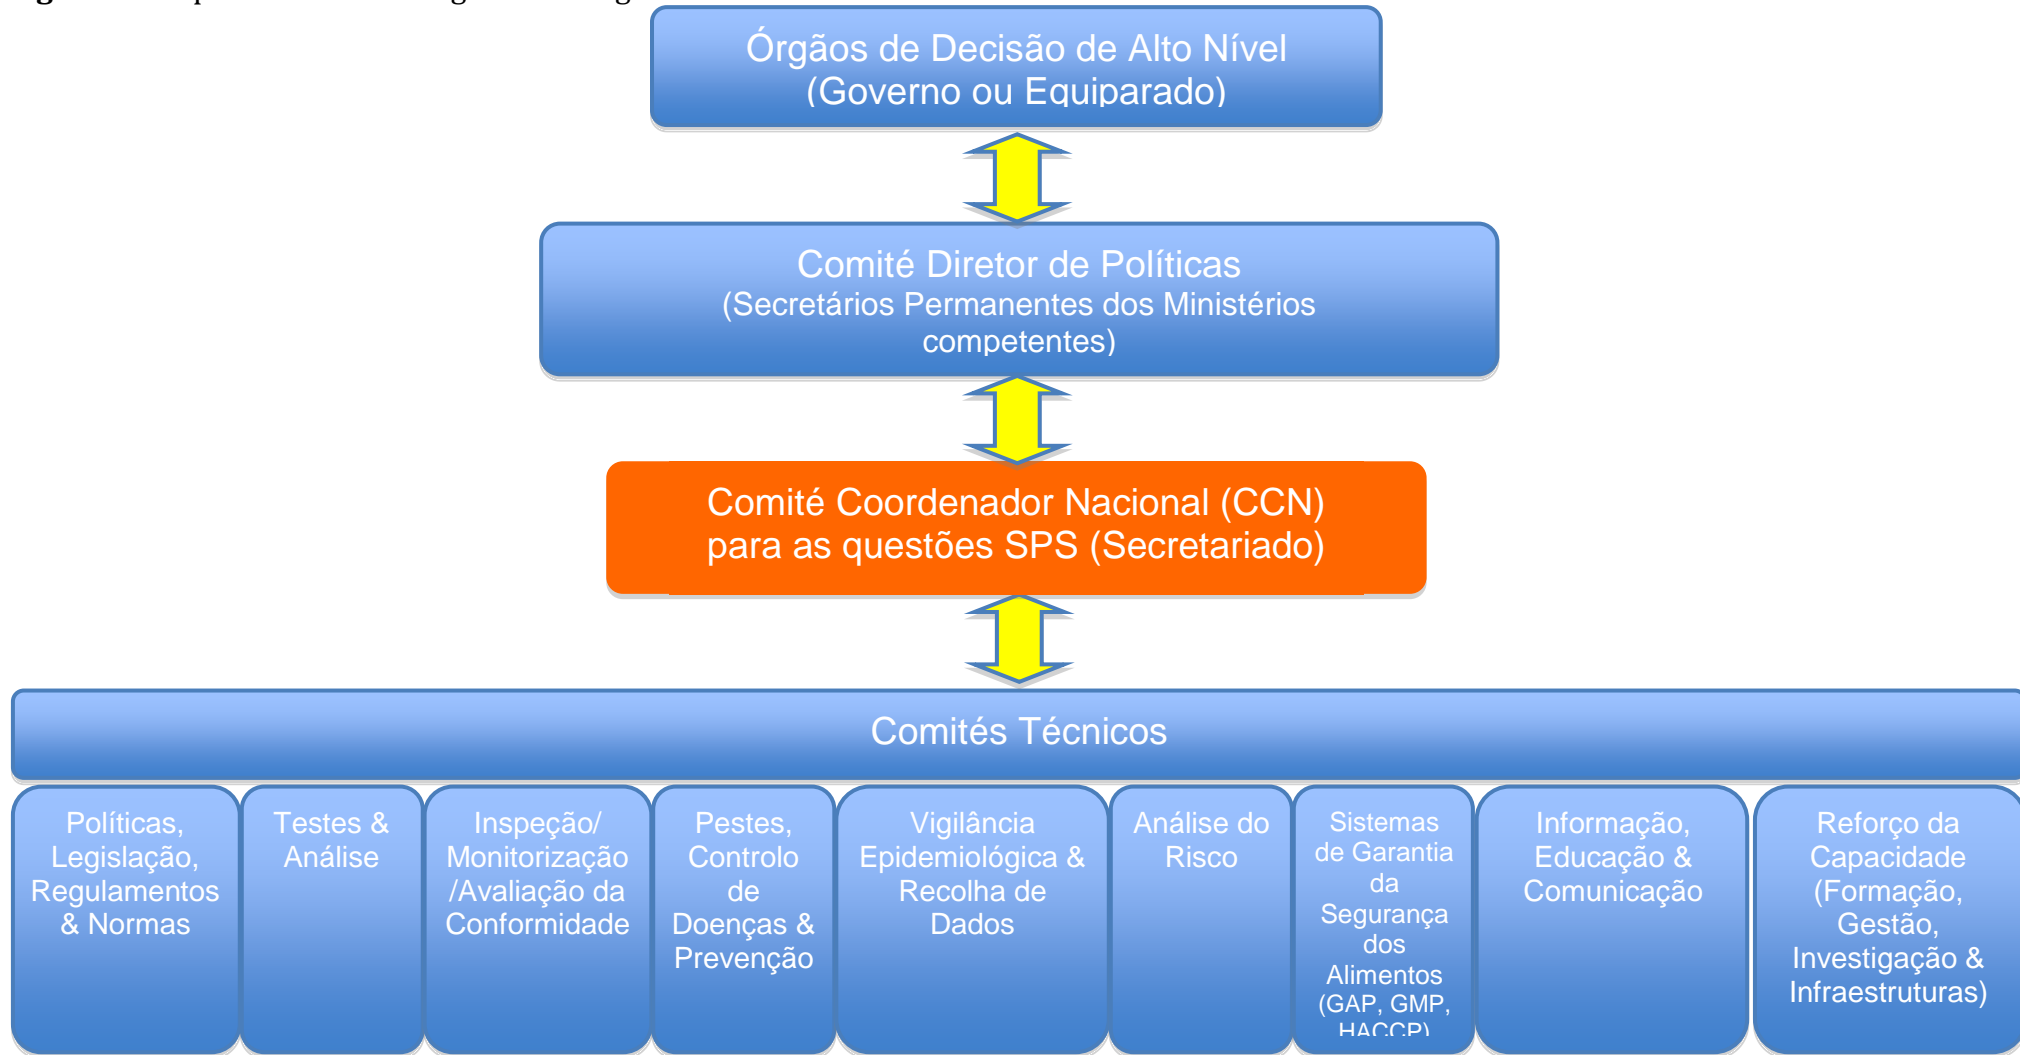 Órgãos de Decisão de Alto Nível
(Governo ou Equiparado)
Comité Diretor de Políticas
(Secretários Permanentes dos Ministérios
competentes)
Comité Coordenador Nacional (CCN)
para as questões SPS (Secretariado)
Comités Técnicos
Políticas,
Legislação,
Regulamentos
& Normas
Testes &
Análise
Inspeção/
Monitorização
/Avaliação da
Conformidade
Pestes,
Controlo
de
Doenças &
Prevenção
Vigilância
Epidemiológica &
Recolha de
Dados
Análise do
Risco
Sistemas
de Garantia
da
Segurança
dos
Alimentos
(GAP, GMP,
HACCP)
Informação,
Educação &
Comunicação
Reforço da
Capacidade
(Formação,
Gestão,
Investigação &
Infraestruturas)